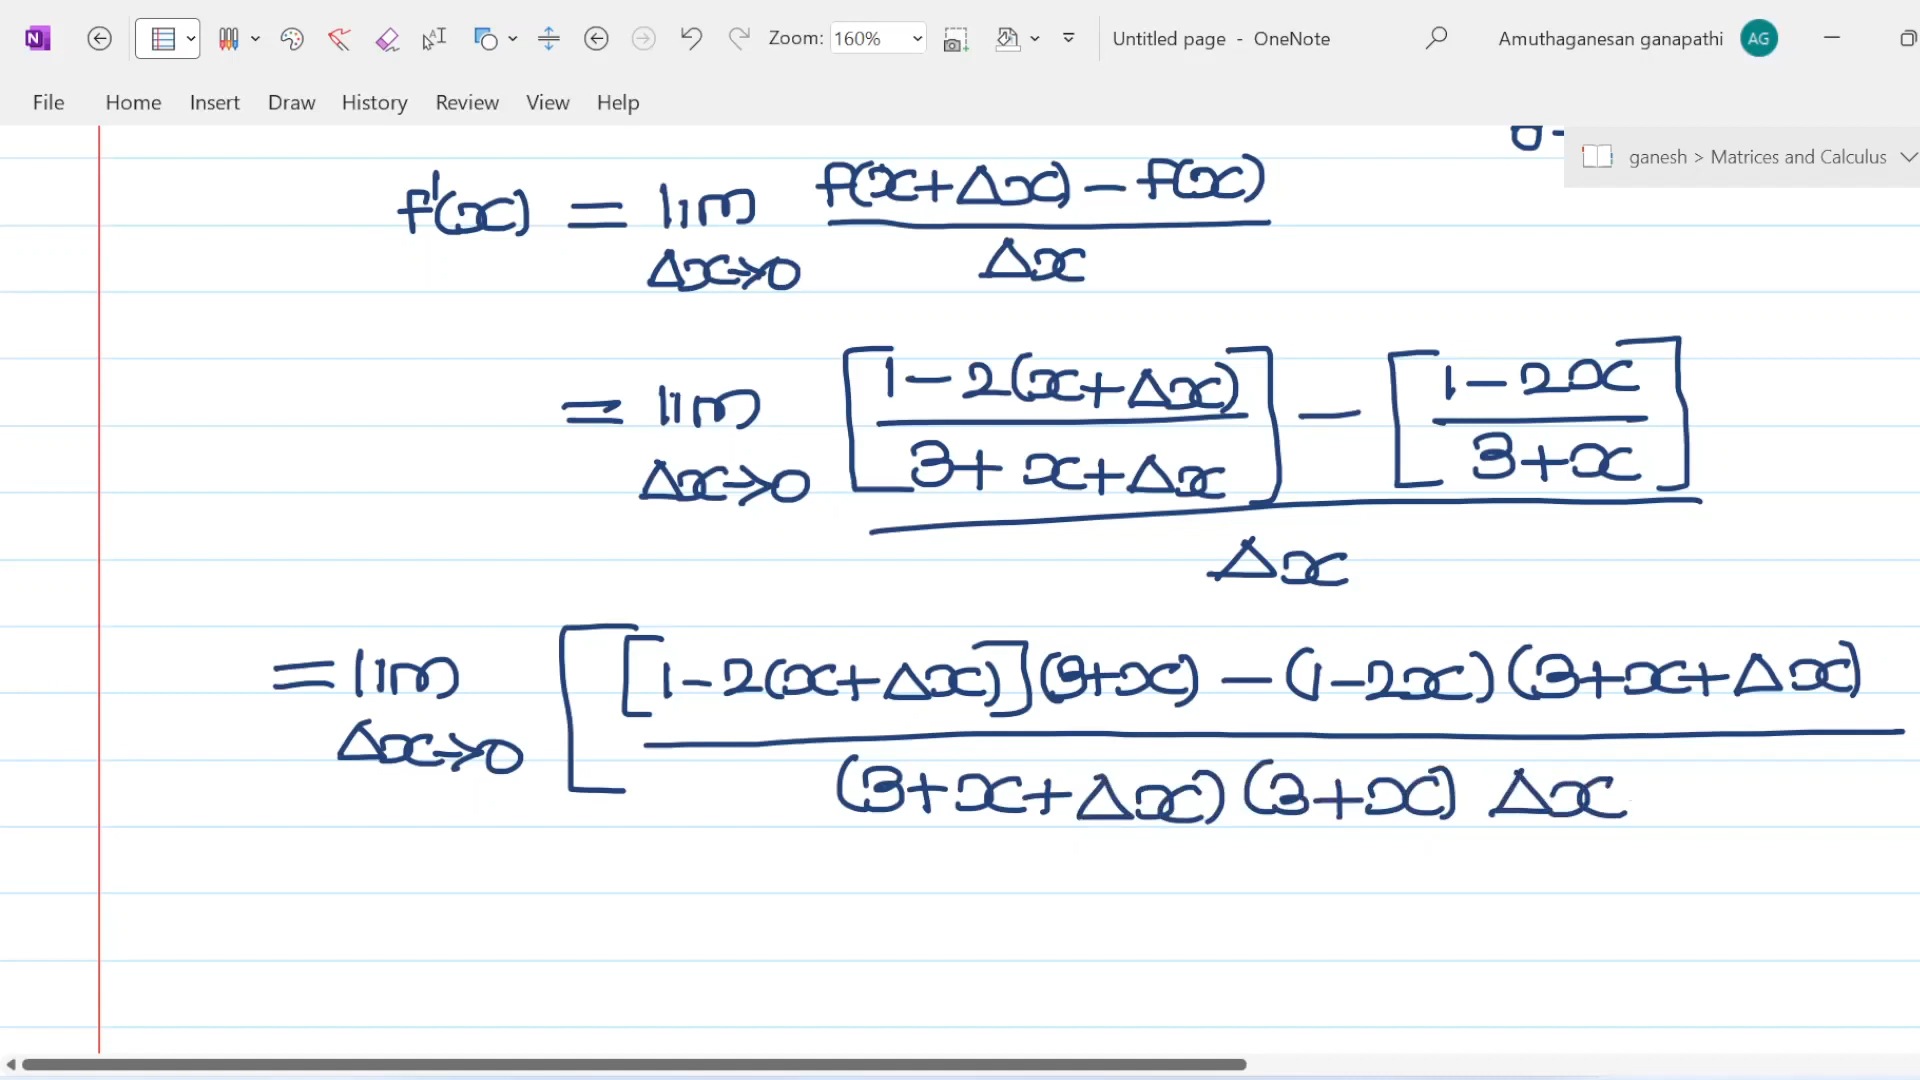 Zoom: 160% Untitled page - OneNote Amuthaganesan ganapathi AG
File Home Insert Draw History Review View Help
ganesh > Matrices and Calculus
f'(x) = lim Δx→0 f(x+Δx) − f(x) / Δx
= lim Δx→0 [1 − 2(x+Δx) / 3 + x + Δx] − [1 − 2x / 3 + x] / Δx
= lim Δx→0 [ [1 − 2(x+Δx)](3+x) − (1−2x)(3+x+Δx) / (3+x+Δx)(3+x) Δx